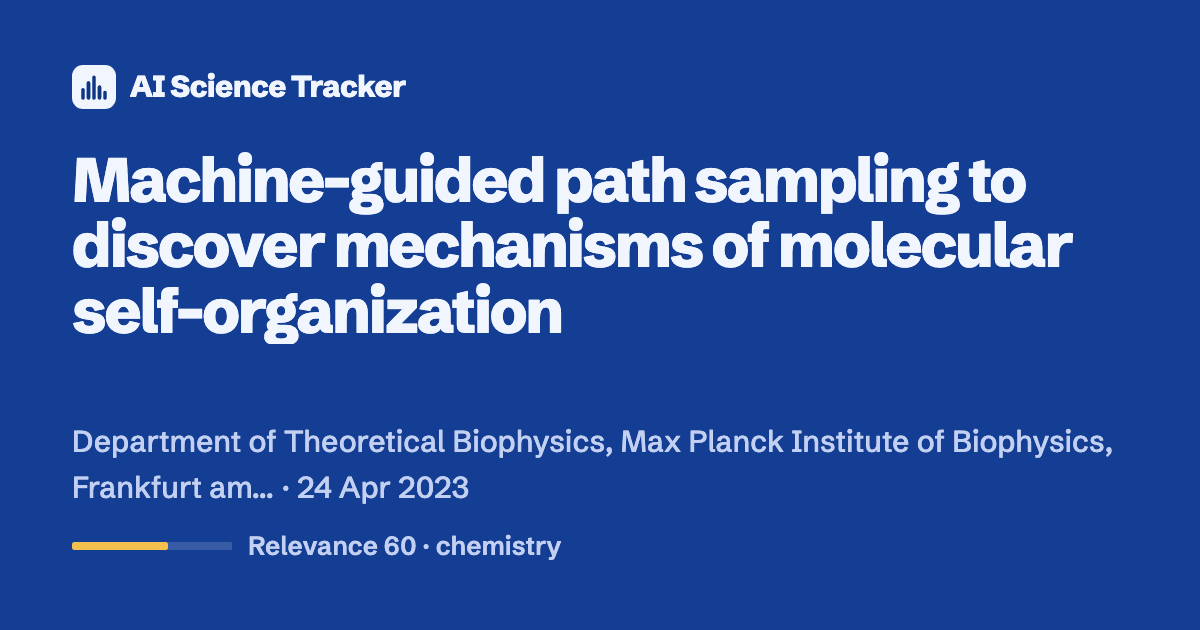 AI Science Tracker
Machine-guided path sampling to
discover mechanisms of molecular
self-organization
Department of Theoretical Biophysics, Max Planck Institute of Biophysics,
Frankfurt am... · 24 Apr 2023
Relevance 60 · chemistry